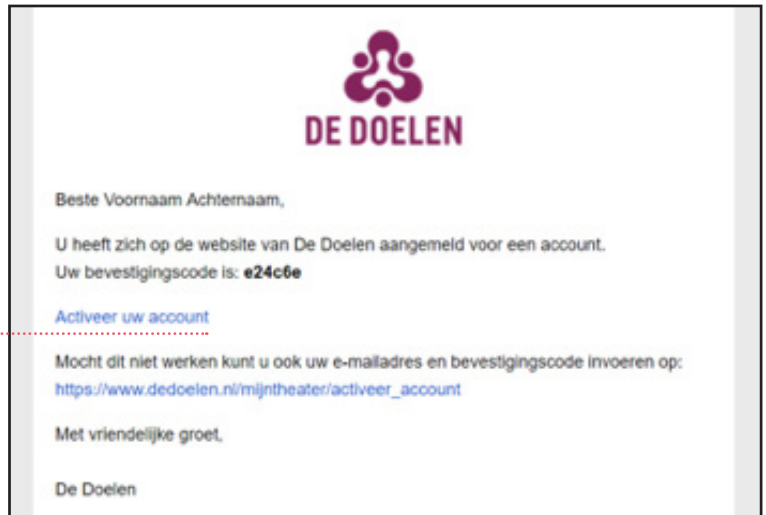 DE DOELEN
Beste Voornaam Achternaam,
U heeft zich op de website van De Doelen aangemeld voor een account.
Uw bevestigingscode is: e24c6e
Activeer uw account
Mocht dit niet werken kunt u ook uw e-mailadres en bevestigingscode invoeren op:
https://www.dedoelen.nl/mijntheater/activeer_account
Met vriendelijke groet,
De Doelen